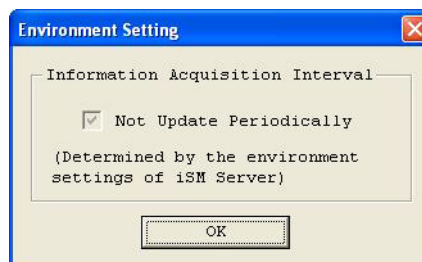 Environment Setting
Information Acquisition Interval
Not Update Periodically
(Determined by the environment
settings of iSM Server)
OK